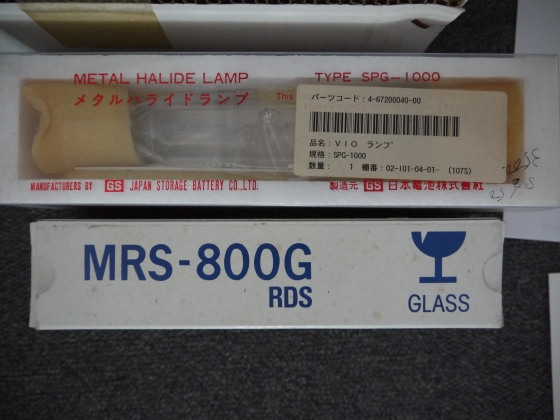 METAL HALIDE LAMP
TYPE SPG-1000
メタルハライドランプ
This
パーツコード：4-67200040-00
品名：ＶＩＯ ランプ
規格：SPG-1000
数量： 1 棚番：02-101-04-01- (107S)
MANUFACTURERS BY GS JAPAN STORAGE BATTERY CO.,LTD.
製造元 GS 日本電池株式會社
MRS-800G
RDS
GLASS